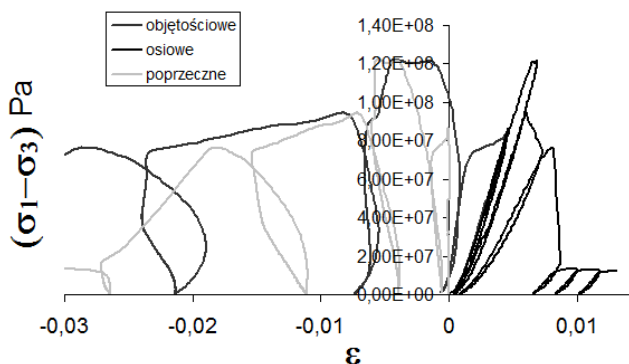 objętościowe
osiowe
poprzeczne
(σ1–σ3) Pa
1,40E+08
1,20E+08
1,00E+08
8,00E+07
6,00E+07
4,00E+07
2,00E+07
0,00E+00
-0,03 -0,02 -0,01 0 0,01
ε